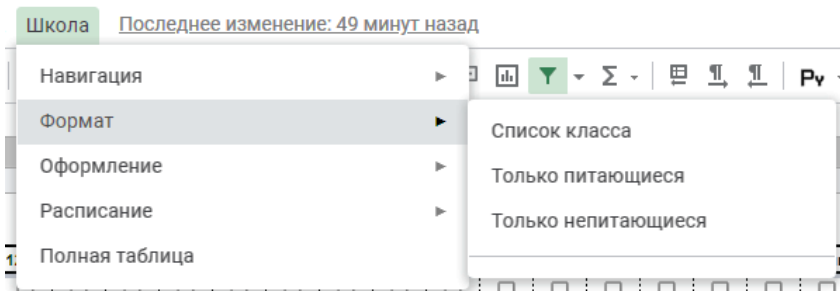 Школа Последнее изменение: 49 минут назад
Навигация
Формат
Оформление
Расписание
Полная таблица
Список класса
Только питающиеся
Только непитающиеся